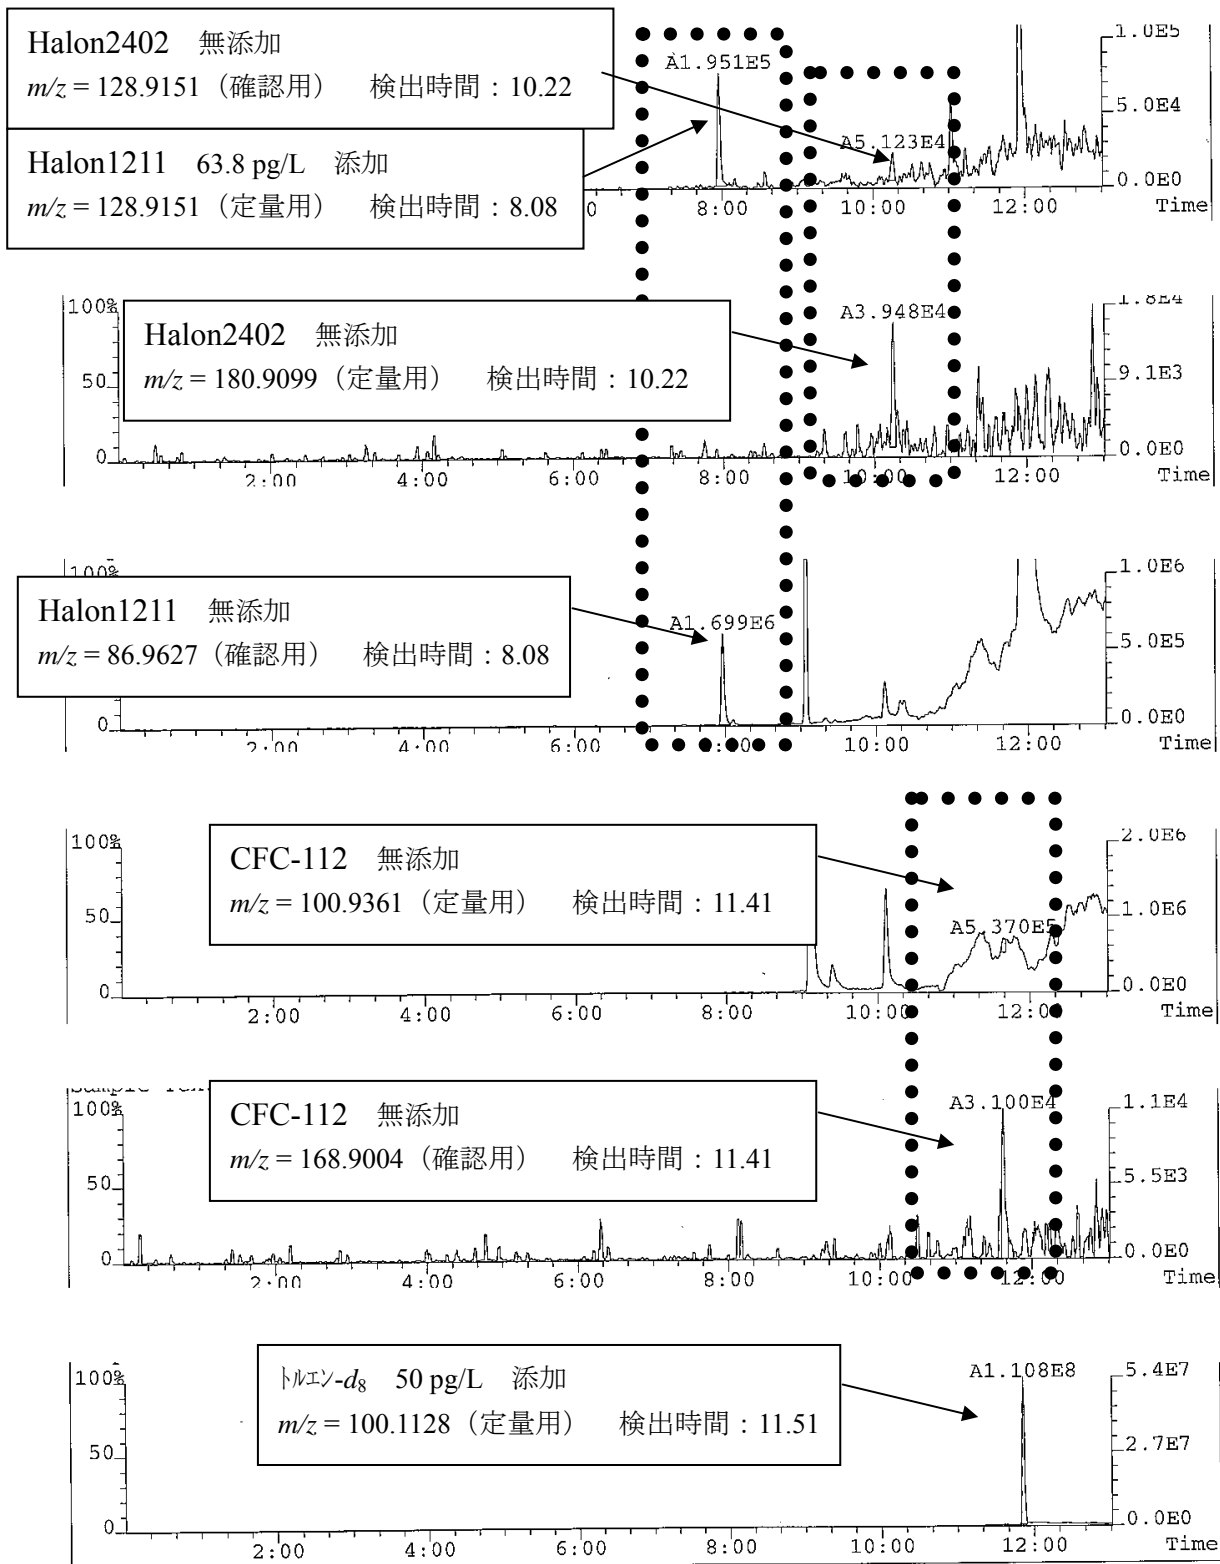 Halon2402 無添加
m/z = 128.9151（確認用） 検出時間：10.22
Halon1211 63.8 pg/L 添加
m/z = 128.9151（定量用） 検出時間：8.08
A1.951E5
A5.123E4
1.0E5
5.0E4
0.0E0
0 8:00 10:00 12:00 Time
Halon2402 無添加
m/z = 180.9099（定量用） 検出時間：10.22
A3.948E4
100%
50
0
1.8E4
9.1E3
0.0E0
2:00 4:00 6:00 8:00 10:00 12:00 Time
Halon1211 無添加
m/z = 86.9627（確認用） 検出時間：8.08
A1.699E6
100%
0
1.0E6
5.0E5
0.0E0
2:00 4:00 6:00 8:00 10:00 12:00 Time
CFC-112 無添加
m/z = 100.9361（定量用） 検出時間：11.41
A5.370E5
100%
50
0
2.0E6
1.0E6
0.0E0
2:00 4:00 6:00 8:00 10:00 12:00 Time
CFC-112 無添加
m/z = 168.9004（確認用） 検出時間：11.41
A3.100E4
100%
50
0
1.1E4
5.5E3
0.0E0
2:00 4:00 6:00 8:00 10:00 12:00 Time
ﾄﾙｴﾝ-d8 50 pg/L 添加
m/z = 100.1128（定量用） 検出時間：11.51
A1.108E8
100%
50
0
5.4E7
2.7E7
0.0E0
2:00 4:00 6:00 8:00 10:00 12:00 Time